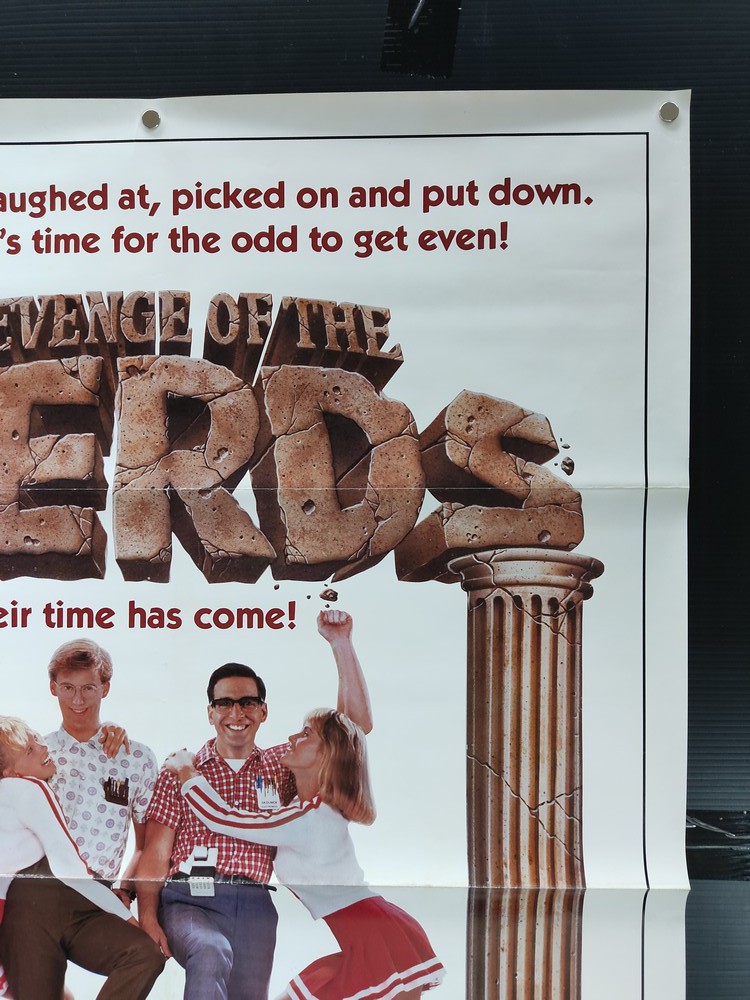 aughed at, picked on and put down.
's time for the odd to get even!
EVENGE OF THE
ERDS
eir time has come!